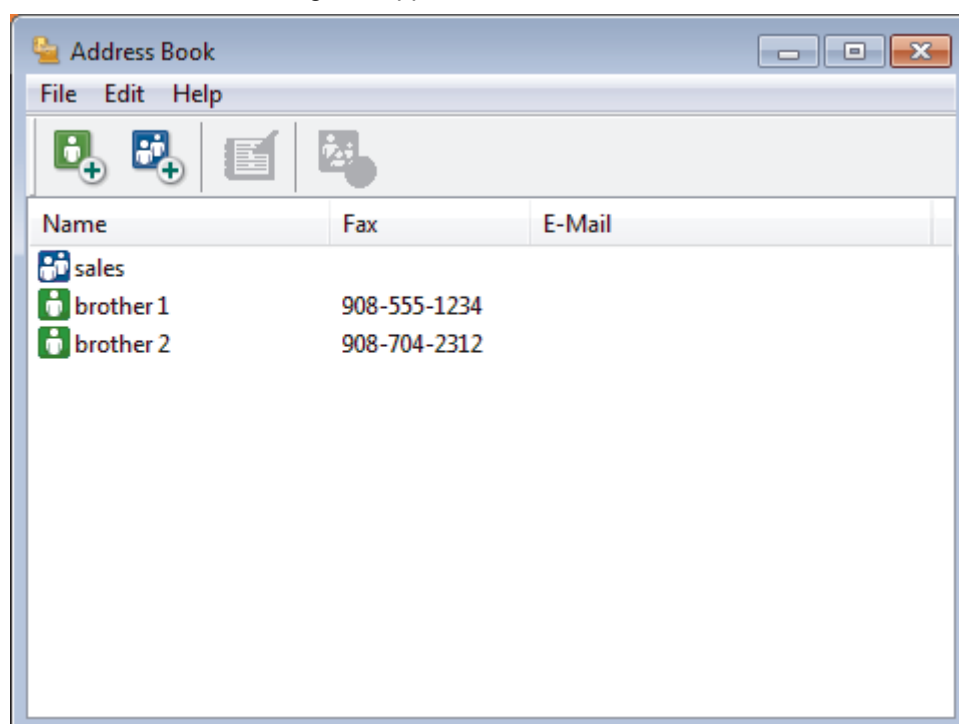 Address Book
File Edit Help
Name Fax E-Mail
sales
brother 1 908-555-1234
brother 2 908-704-2312